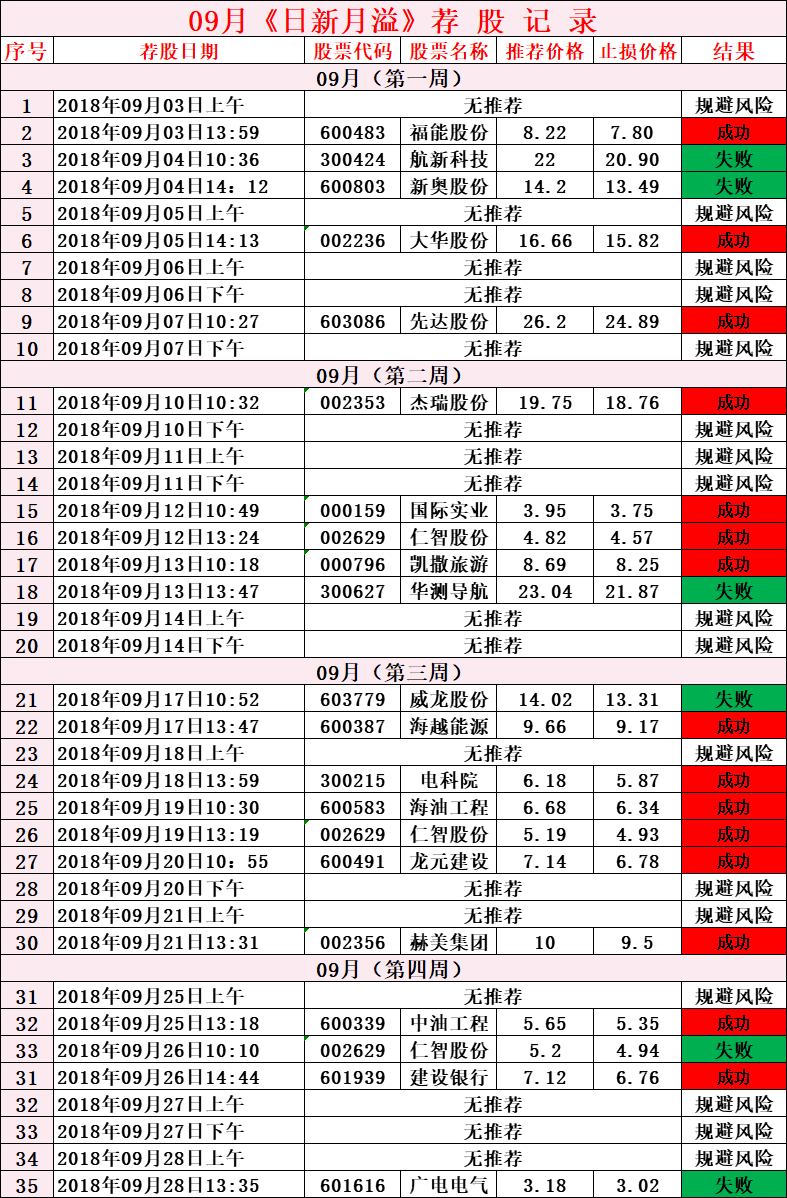 09月《日新月溢》荐 股 记 录
序号 荐股日期 股票代码 股票名称 推荐价格 止损价格 结果
09月（第一周）
1 2018年09月03日上午 无推荐 规避风险
2 2018年09月03日13:59 600483 福能股份 8.22 7.80 成功
3 2018年09月04日10:36 300424 航新科技 22 20.90 失败
4 2018年09月04日14：12 600803 新奥股份 14.2 13.49 失败
5 2018年09月05日上午 无推荐 规避风险
6 2018年09月05日14:13 002236 大华股份 16.66 15.82 成功
7 2018年09月06日上午 无推荐 规避风险
8 2018年09月06日下午 无推荐 规避风险
9 2018年09月07日10:27 603086 先达股份 26.2 24.89 成功
10 2018年09月07日下午 无推荐 规避风险
09月（第二周）
11 2018年09月10日10:32 002353 杰瑞股份 19.75 18.76 成功
12 2018年09月10日下午 无推荐 规避风险
13 2018年09月11日上午 无推荐 规避风险
14 2018年09月11日下午 无推荐 规避风险
15 2018年09月12日10:49 000159 国际实业 3.95 3.75 成功
16 2018年09月12日13:24 002629 仁智股份 4.82 4.57 成功
17 2018年09月13日10:18 000796 凯撒旅游 8.69 8.25 成功
18 2018年09月13日13:47 300627 华测导航 23.04 21.87 失败
19 2018年09月14日上午 无推荐 规避风险
20 2018年09月14日下午 无推荐 规避风险
09月（第三周）
21 2018年09月17日10:52 603779 威龙股份 14.02 13.31 失败
22 2018年09月17日13:47 600387 海越能源 9.66 9.17 成功
23 2018年09月18日上午 无推荐 规避风险
24 2018年09月18日13:59 300215 电科院 6.18 5.87 成功
25 2018年09月19日10:30 600583 海油工程 6.68 6.34 成功
26 2018年09月19日13:19 002629 仁智股份 5.19 4.93 成功
27 2018年09月20日10：55 600491 龙元建设 7.14 6.78 成功
28 2018年09月20日下午 无推荐 规避风险
29 2018年09月21日上午 无推荐 规避风险
30 2018年09月21日13:31 002356 赫美集团 10 9.5 成功
09月（第四周）
31 2018年09月25日上午 无推荐 规避风险
32 2018年09月25日13:18 600339 中油工程 5.65 5.35 成功
33 2018年09月26日10:10 002629 仁智股份 5.2 4.94 失败
31 2018年09月26日14:44 601939 建设银行 7.12 6.76 成功
32 2018年09月27日上午 无推荐 规避风险
33 2018年09月27日下午 无推荐 规避风险
34 2018年09月28日上午 无推荐 规避风险
35 2018年09月28日13:35 601616 广电电气 3.18 3.02 失败